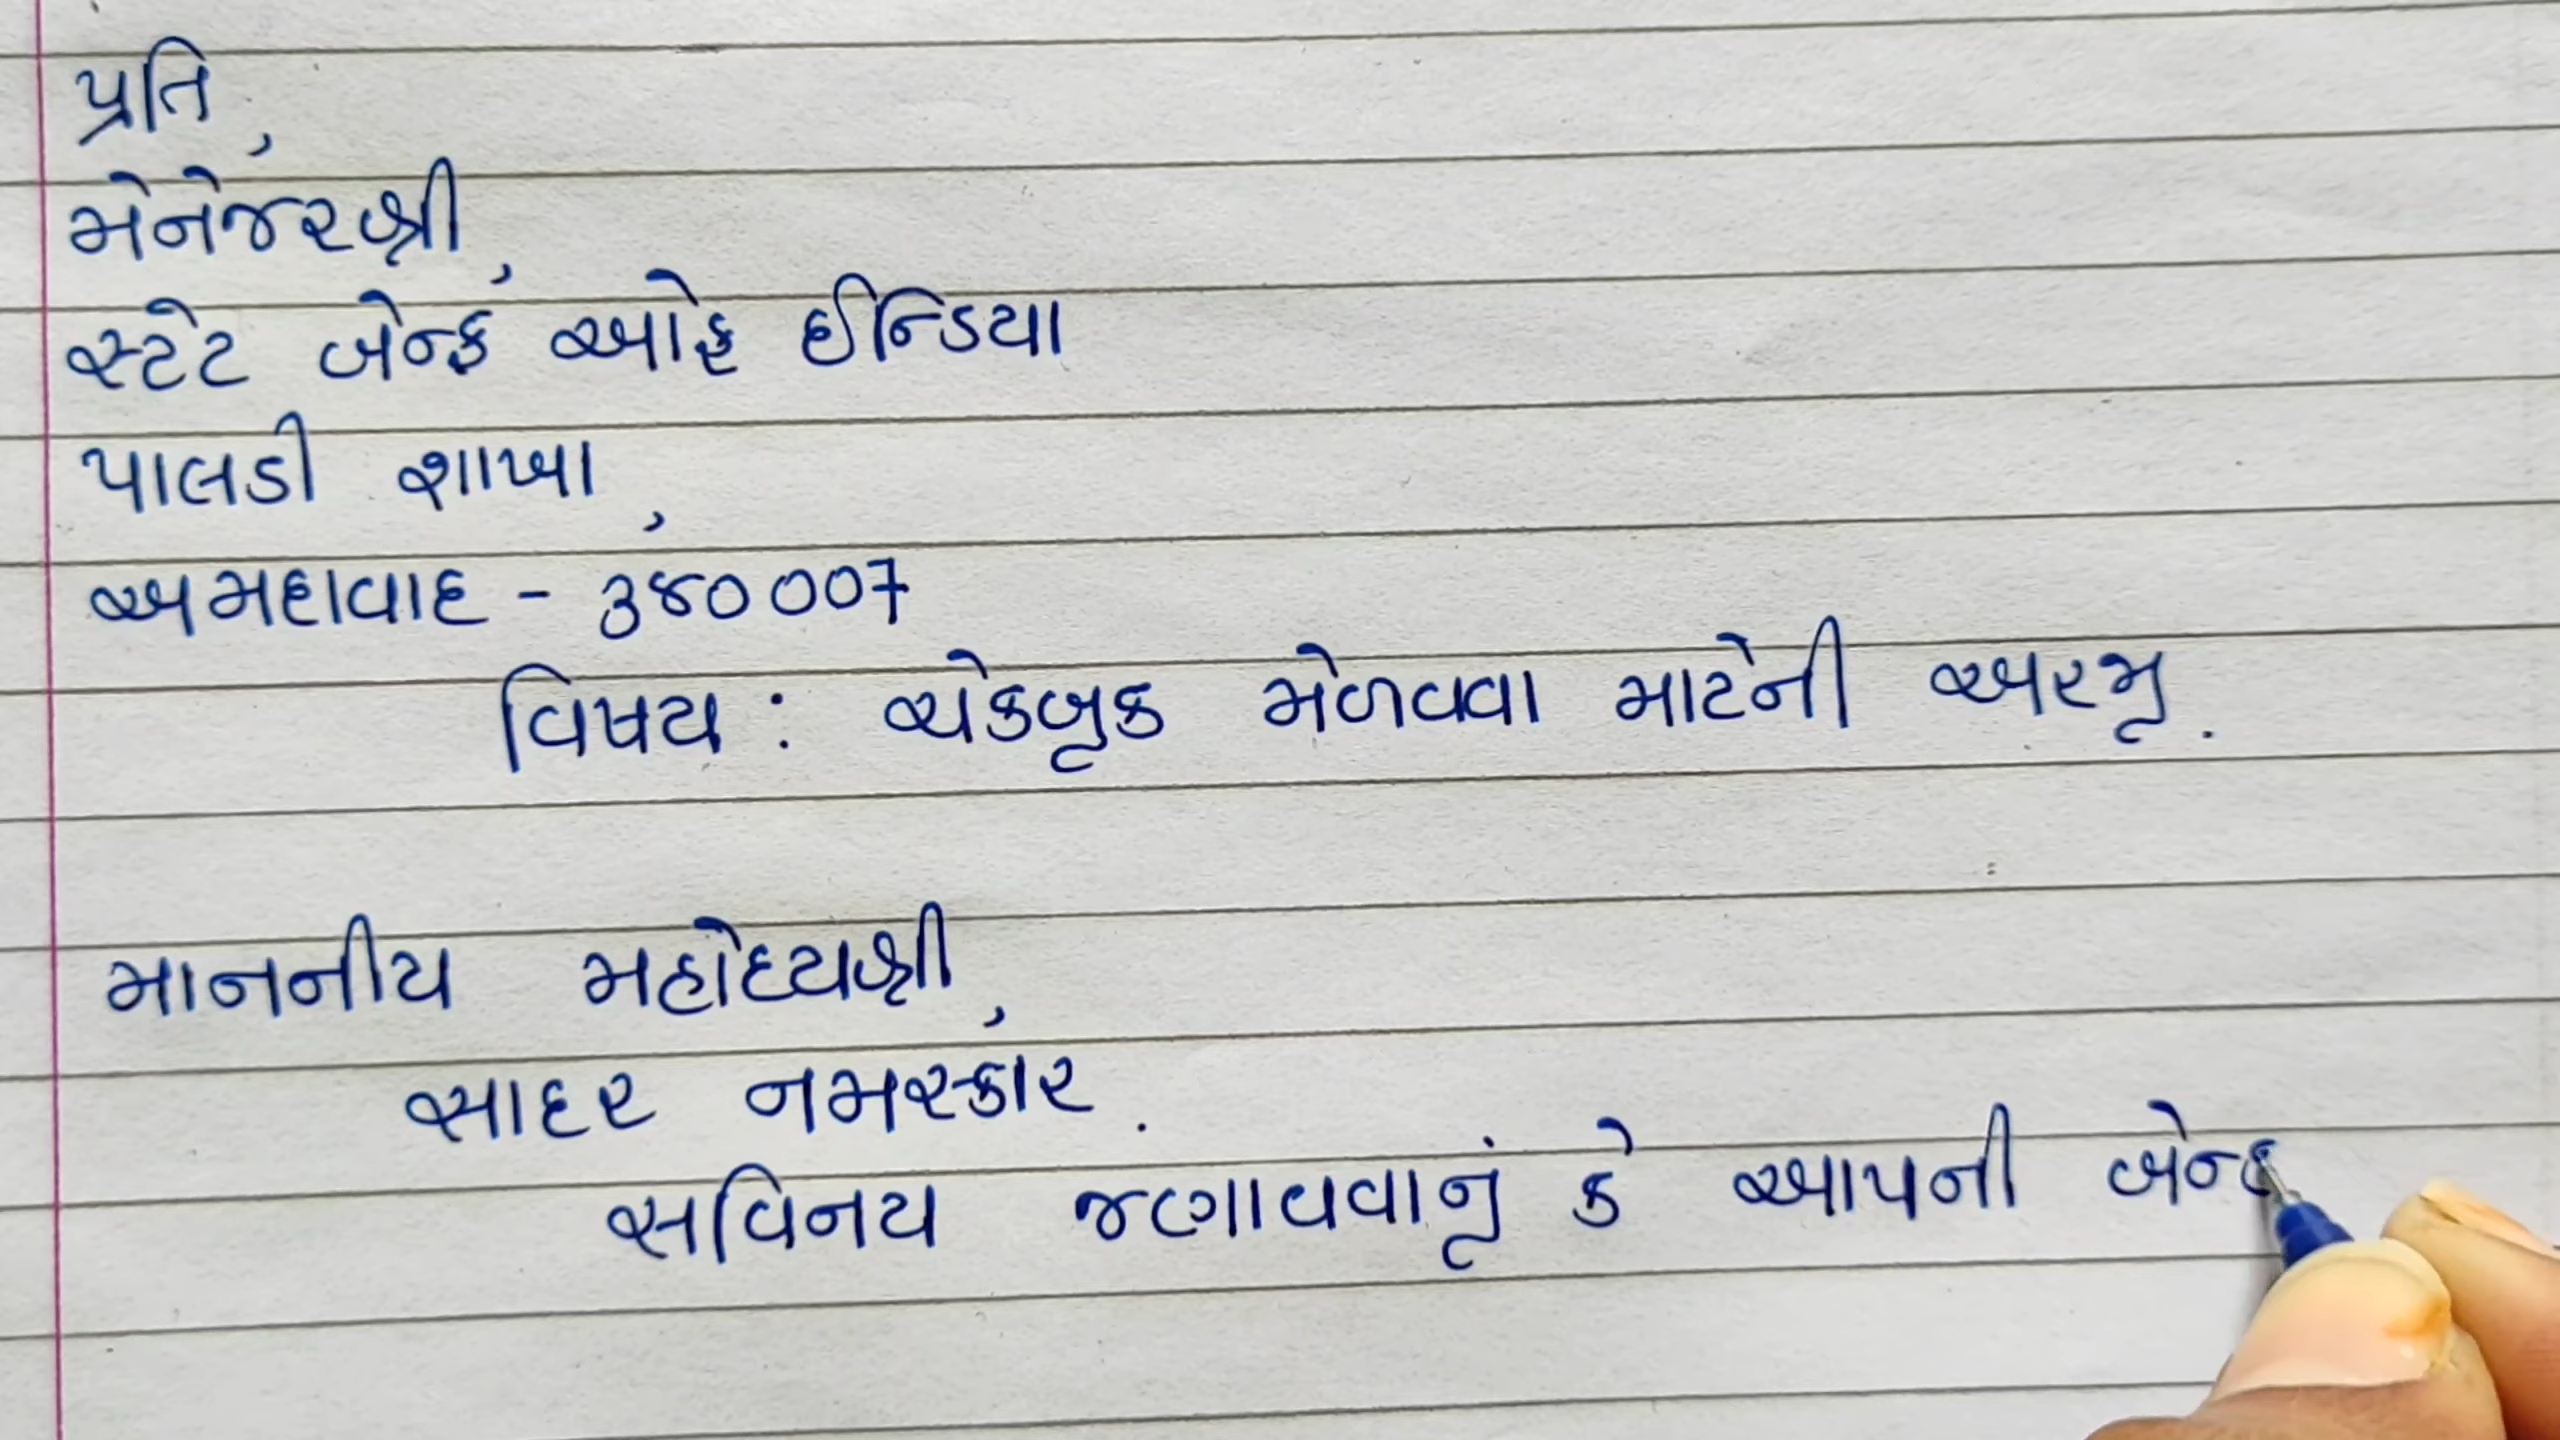 પ્રતિ,
મેનેજરશ્રી,
સ્ટેટ બેન્ક ઓફ ઈન્ડિયા
પાલડી શાખા,
અમદાવાદ - ૩૪૦૦૦7
વિષય : ચેકબૂક મેળવવા માટેની અરજી.
માનનીય મહોદયશ્રી,
સાદર નમસ્કાર.
સવિનય જણાવવાનું કે આપની બેન્ક